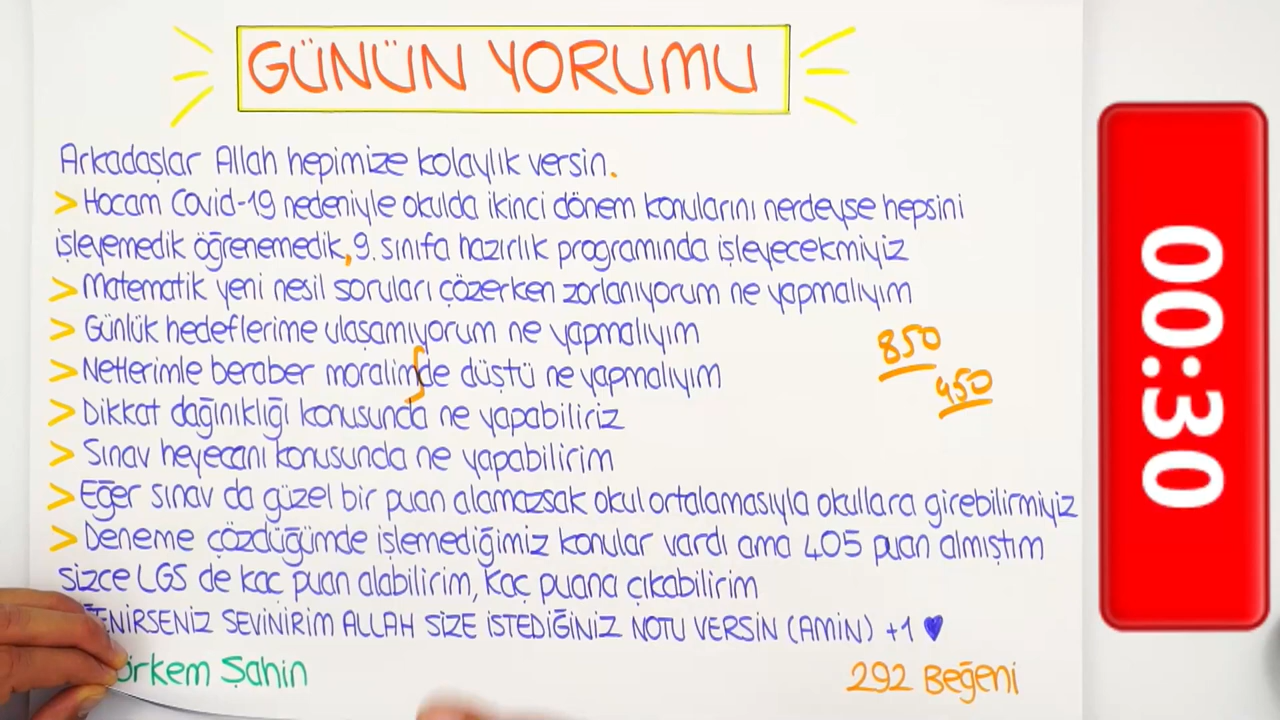 GÜNÜN YORUMU
Arkadaşlar Allah hepimize kolaylık versin.
> Hocam Covid-19 nedeniyle okulda ikinci dönem konularını nerdeyse hepsini
işleyemedik öğrenemedik, 9. sınıfa hazırlık programında işleyecekmiyiz
> Matematik yeni nesil soruları çözerken zorlanıyorum ne yapmalıyım
> Günlük hedeflerime ulaşamıyorum ne yapmalıyım
850
> Netlerimle beraber moralimde düştü ne yapmalıyım
450
> Dikkat dağınıklığı konusunda ne yapabiliriz
> Sınav heyecanı konusunda ne yapabilirim
> Eğer sınav da güzel bir puan alamazsak okul ortalamasıyla okullara girebilirmiyiz
> Deneme çözdüğümde işlemediğimiz konular vardı ama 405 puan almıştım
sizce LGS de kaç puan alabilirim, kaç puana çıkabilirim
SEVİNİRİM ALLAH SİZE İSTEDİĞİNİZ NOTU VERSİN (AMİN) +1 ♥
Şahin
292 Beğeni
00:30